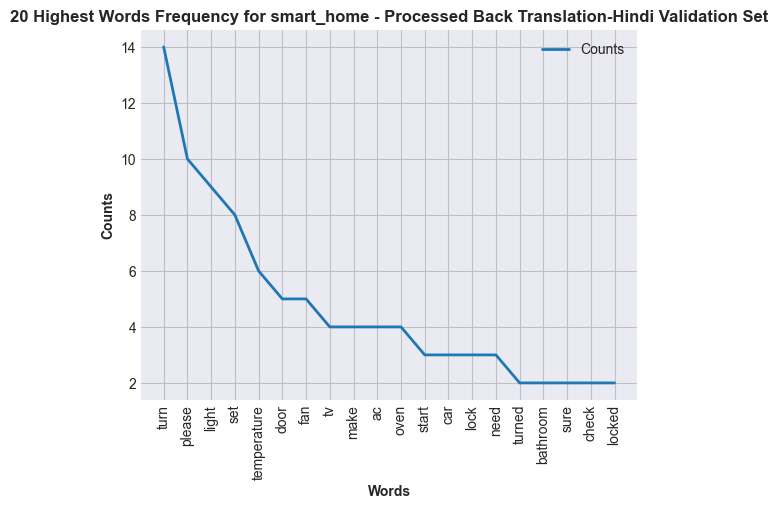 20 Highest Words Frequency for smart_home - Processed Back Translation-Hindi Validation Set
Counts
14
12
10
8
6
4
2
Counts
turn
please
light
set
temperature
door
fan
tv
make
ac
oven
start
car
lock
need
turned
bathroom
sure
check
locked
Words